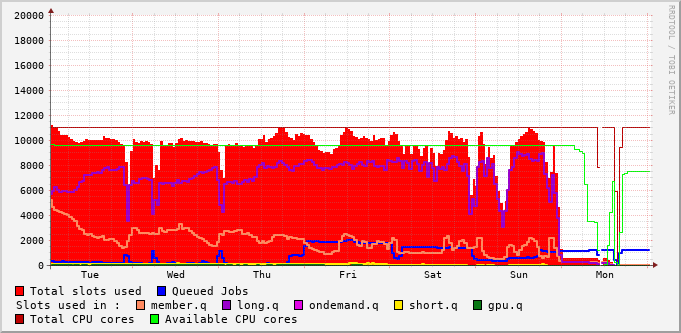 20000
18000
16000
14000
12000
10000
8000
6000
4000
2000
0
Tue Wed Thu Fri Sat Sun Mon
Total slots used Queued Jobs
Slots used in : member.q long.q ondemand.q short.q gpu.q
Total CPU cores Available CPU cores
RRDTOOL / TOBI OETIKER